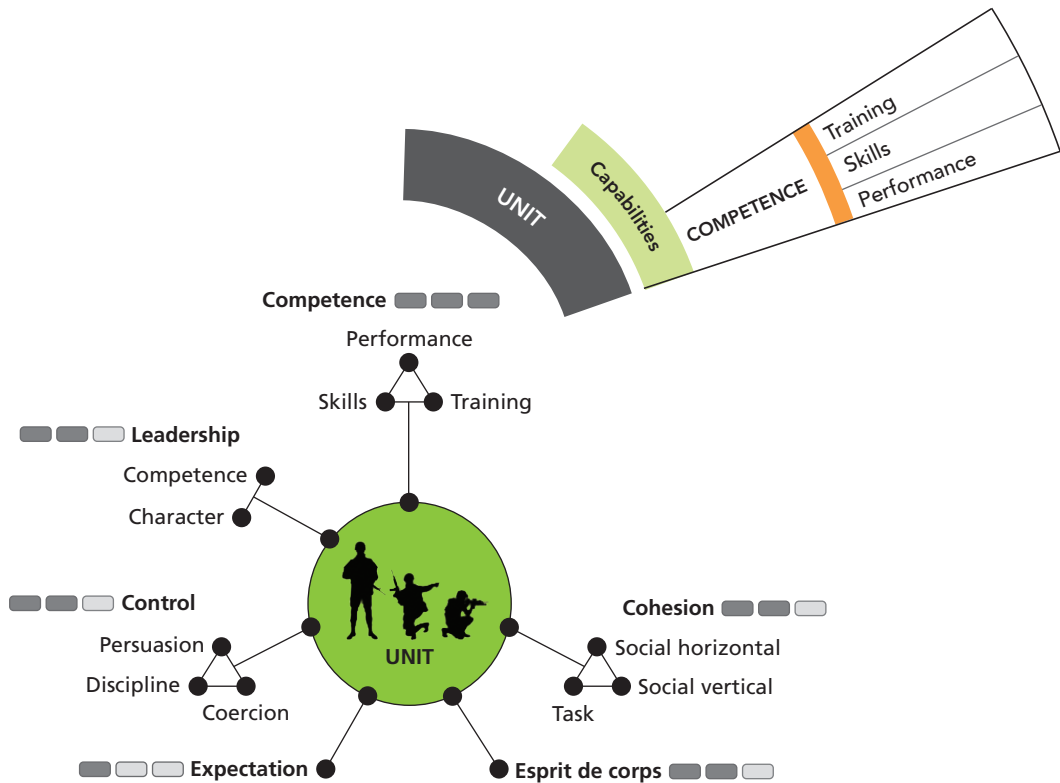 Training
Skills
Performance
COMPETENCE
Capabilities
UNIT
Competence
Performance
Skills
Training
Leadership
Competence
Character
Control
Persuasion
Discipline
Coercion
UNIT
Cohesion
Social horizontal
Social vertical
Task
Expectation
Esprit de corps